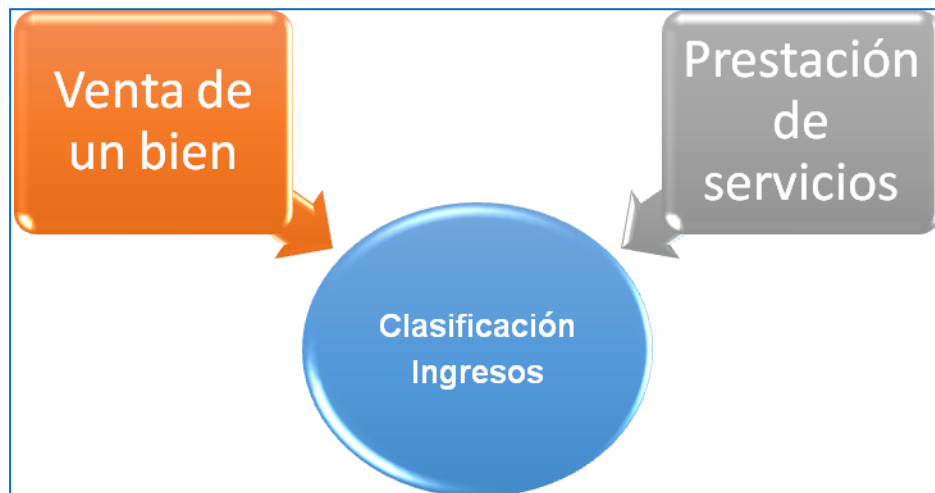 Venta de
un bien
Prestación
de
servicios
Clasificación
Ingresos